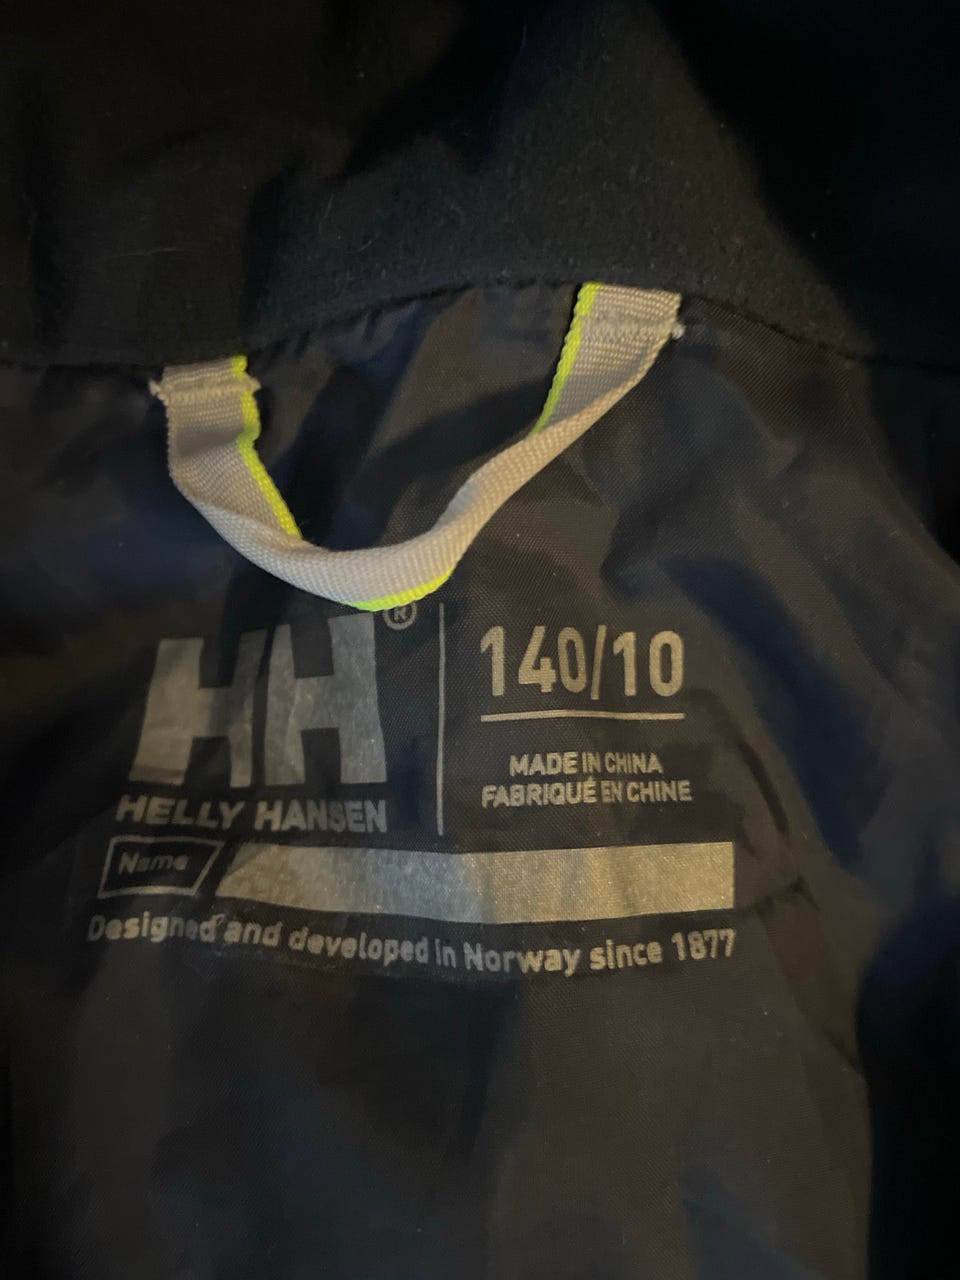 HH®
140/10
MADE IN CHINA
FABRIQUÉ EN CHINE
HELLY HANSEN
Name
Designed and developed in Norway since 1877